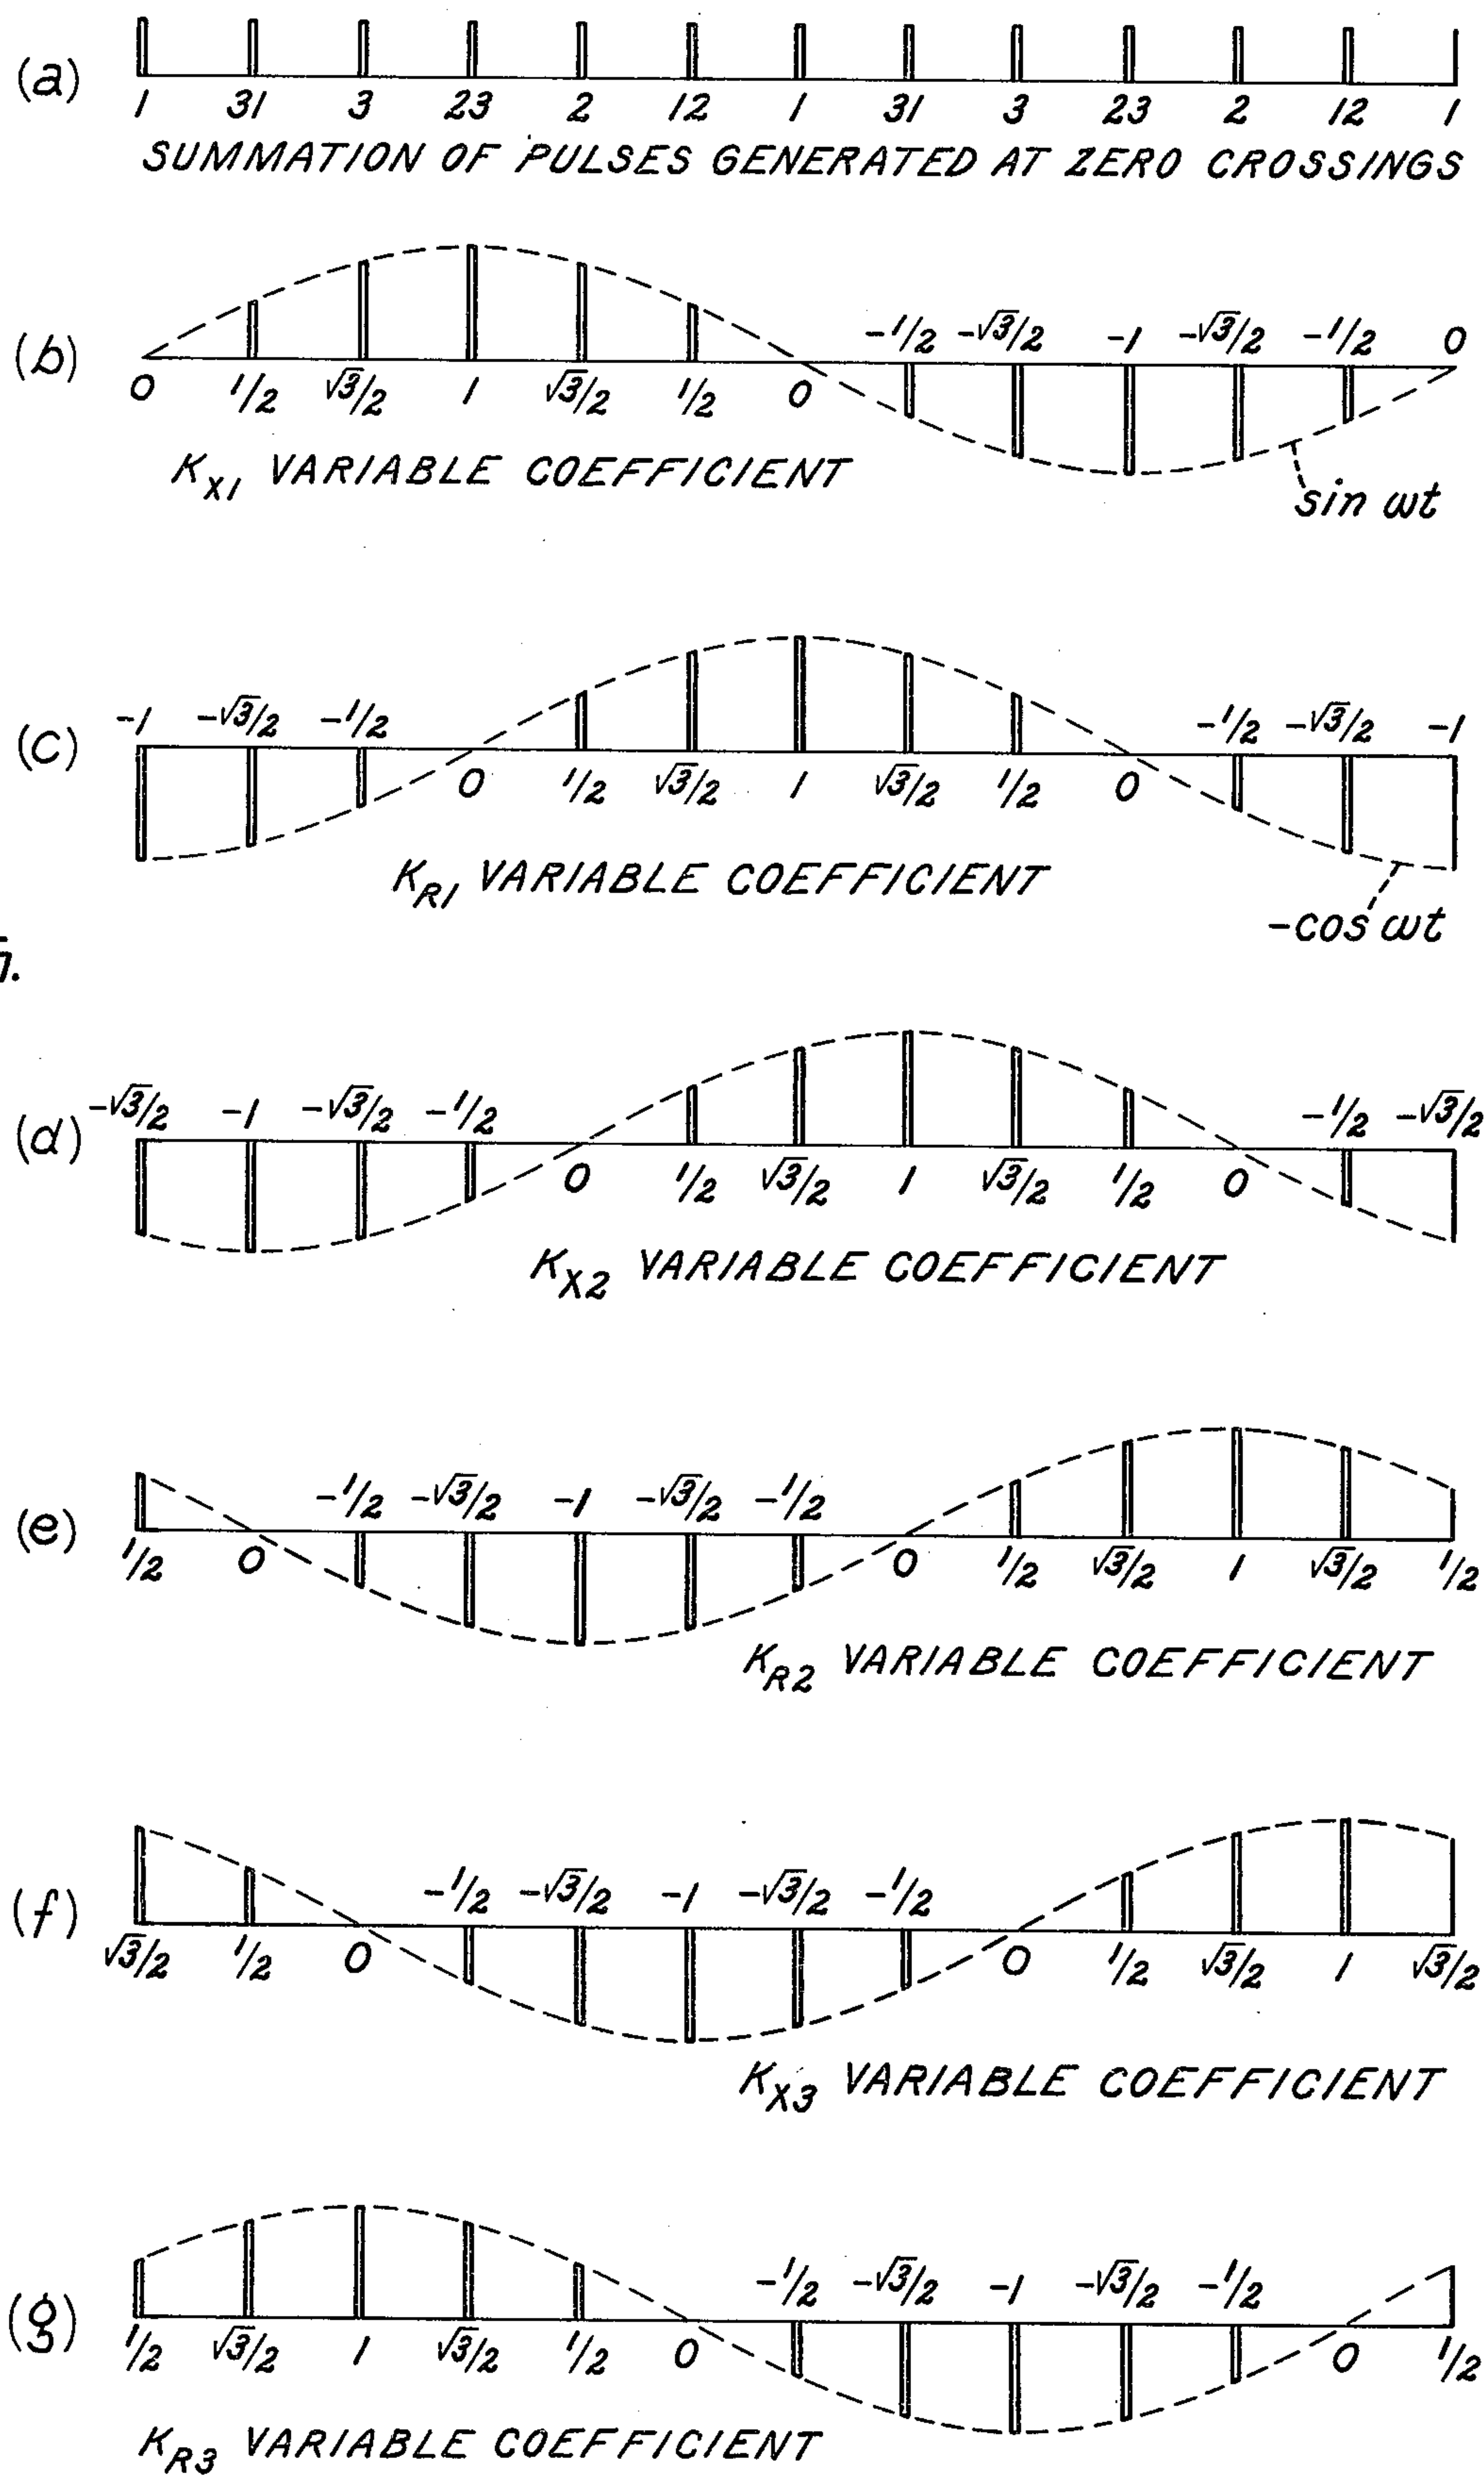 (a)
1 31 3 23 2 12 1 31 3 23 2 12 1
SUMMATION OF PULSES GENERATED AT ZERO CROSSINGS
-1/2 -√3/2 -1 -√3/2 -1/2 0
(b)
0 1/2 √3/2 1 √3/2 1/2 0
K_X1 VARIABLE COEFFICIENT
sin ωt
-1 -√3/2 -1/2 -1/2 -√3/2 -1
(c)
0 1/2 √3/2 1 √3/2 1/2 0
K_R1 VARIABLE COEFFICIENT
-cos ωt
-√3/2 -1 -√3/2 -1/2 -1/2 -√3/2
(d)
0 1/2 √3/2 1 √3/2 1/2 0
K_X2 VARIABLE COEFFICIENT
-1/2 -√3/2 -1 -√3/2 -1/2
(e)
1/2 0 0 1/2 √3/2 1 √3/2 1/2
K_R2 VARIABLE COEFFICIENT
-1/2 -√3/2 -1 -√3/2 -1/2
(f)
√3/2 1/2 0 0 1/2 √3/2 1 √3/2
K_X3 VARIABLE COEFFICIENT
-1/2 -√3/2 -1 -√3/2 -1/2
(g)
1/2 √3/2 1 √3/2 1/2 0 0 1/2
K_R3 VARIABLE COEFFICIENT